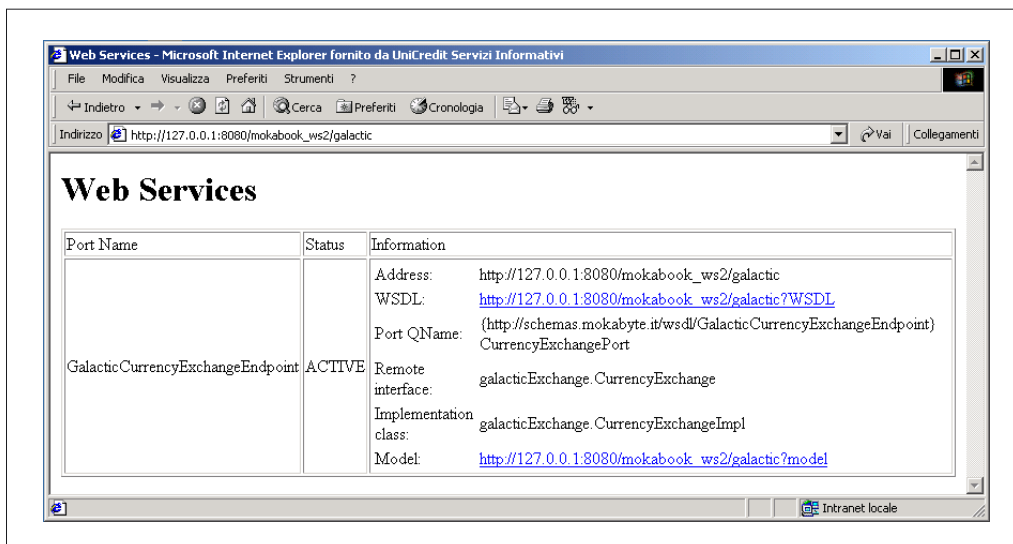 Web Services - Microsoft Internet Explorer fornito da UniCredit Servizi Informativi
File Modifica Visualizza Preferiti Strumenti ?
Indietro Cerca Preferiti Cronologia
Indirizzo http://127.0.0.1:8080/mokabook_ws2/galactic Vai Collegamenti
Web Services
Port Name Status Information
GalacticCurrencyExchangeEndpoint ACTIVE
Address: http://127.0.0.1:8080/mokabook_ws2/galactic
WSDL: http://127.0.0.1:8080/mokabook_ws2/galactic?WSDL
Port QName: {http://schemas.mokabyte.it/wsdl/GalacticCurrencyExchangeEndpoint}
CurrencyExchangePort
Remote
interface: galacticExchange.CurrencyExchange
Implementation
class: galacticExchange.CurrencyExchangeImpl
Model: http://127.0.0.1:8080/mokabook_ws2/galactic?model
Intranet locale